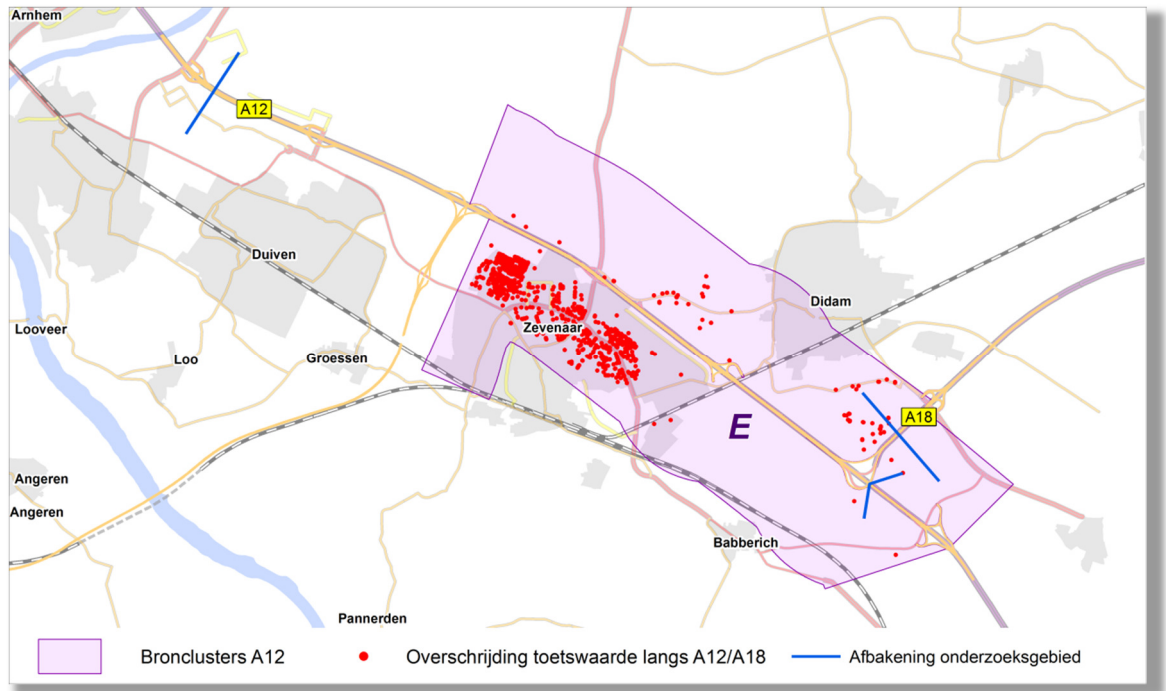 Arnhem
A12
Duiven
Didam
Looveer
Zevenaar
Loo
Groessen
A18
E
Angeren
Angeren
Babberich
Pannerden
Bronclusters A12
Overschrijding toetswaarde langs A12/A18
Afbakening onderzoeksgebied